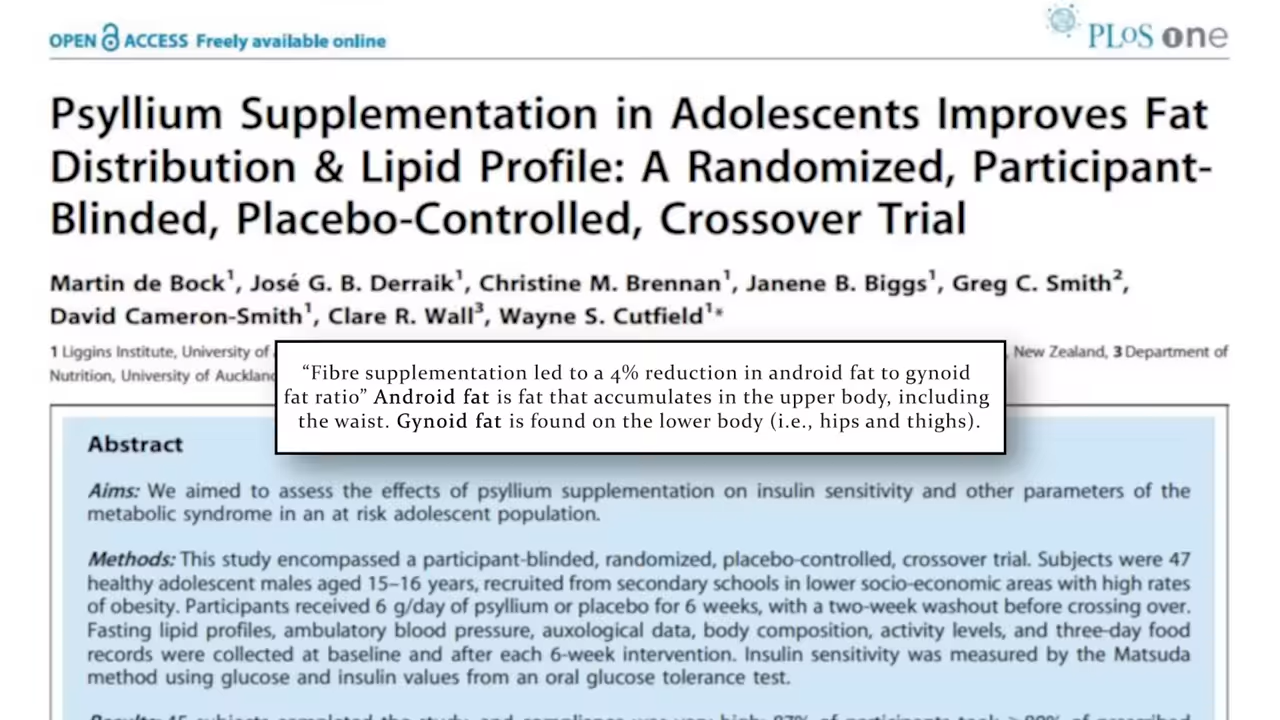 OPEN ACCESS Freely available online
PLoS one
Psyllium Supplementation in Adolescents Improves Fat
Distribution & Lipid Profile: A Randomized, Participant-
Blinded, Placebo-Controlled, Crossover Trial
Martin de Bock¹, José G. B. Derraik¹, Christine M. Brennan¹, Janene B. Biggs¹, Greg C. Smith²,
David Cameron-Smith¹, Clare R. Wall³, Wayne S. Cutfield¹*
1 Liggins Institute, University of New Zealand, 3 Department of
Nutrition, University of Auckland
“Fibre supplementation led to a 4% reduction in android fat to gynoid
fat ratio” Android fat is fat that accumulates in the upper body, including
the waist. Gynoid fat is found on the lower body (i.e., hips and thighs).
Abstract
Aims: We aimed to assess the effects of psyllium supplementation on insulin sensitivity and other parameters of the
metabolic syndrome in an at risk adolescent population.
Methods: This study encompassed a participant-blinded, randomized, placebo-controlled, crossover trial. Subjects were 47
healthy adolescent males aged 15–16 years, recruited from secondary schools in lower socio-economic areas with high rates
of obesity. Participants received 6 g/day of psyllium or placebo for 6 weeks, with a two-week washout before crossing over.
Fasting lipid profiles, ambulatory blood pressure, auxological data, body composition, activity levels, and three-day food
records were collected at baseline and after each 6-week intervention. Insulin sensitivity was measured by the Matsuda
method using glucose and insulin values from an oral glucose tolerance test.